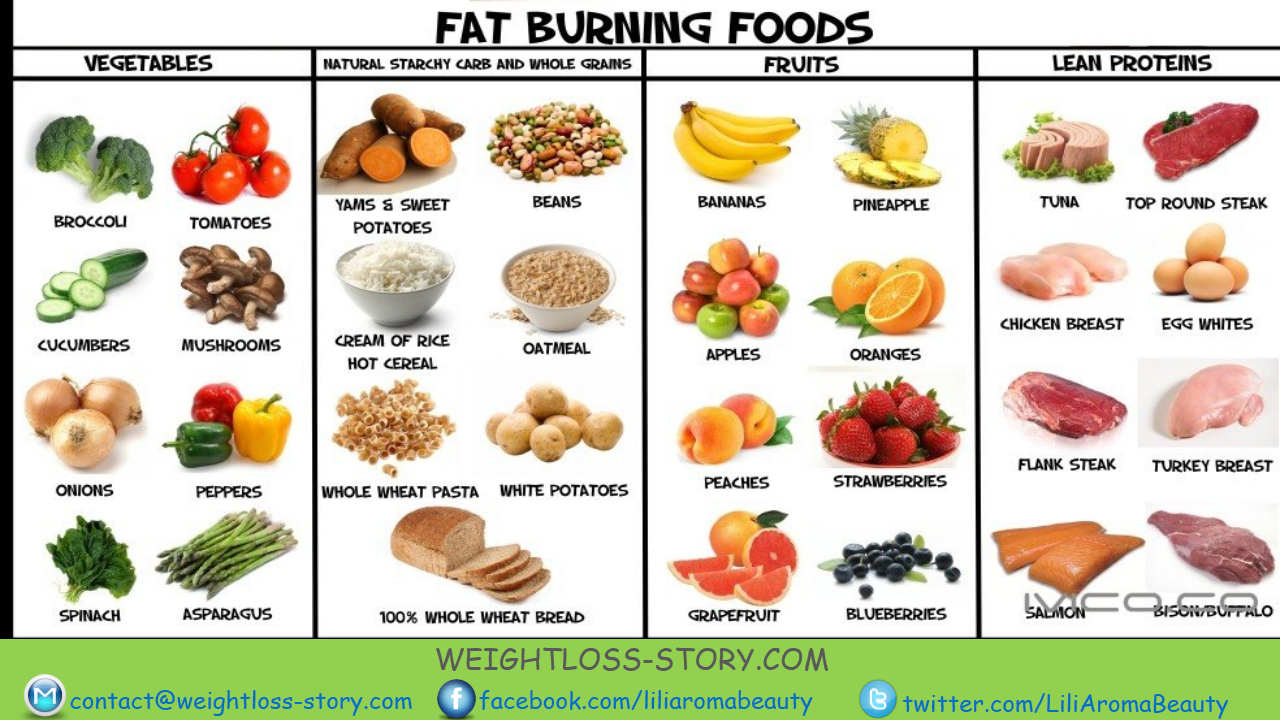 FAT BURNING FOODS
VEGETABLES
NATURAL STARCHY CARB AND WHOLE GRAINS
FRUITS
LEAN PROTEINS
BROCCOLI
TOMATOES
CUCUMBERS
MUSHROOMS
ONIONS
PEPPERS
SPINACH
ASPARAGUS
YAMS & SWEET
POTATOES
BEANS
CREAM OF RICE
HOT CEREAL
OATMEAL
WHOLE WHEAT PASTA
WHITE POTATOES
100% WHOLE WHEAT BREAD
BANANAS
PINEAPPLE
APPLES
ORANGES
PEACHES
STRAWBERRIES
GRAPEFRUIT
BLUEBERRIES
TUNA
TOP ROUND STEAK
CHICKEN BREAST
EGG WHITES
FLANK STEAK
TURKEY BREAST
SALMON
BISON/BUFFALO
WEIGHTLOSS-STORY.COM
contact@weightloss-story.com
facebook.com/liliaromabeauty
twitter.com/LiliAromaBeauty